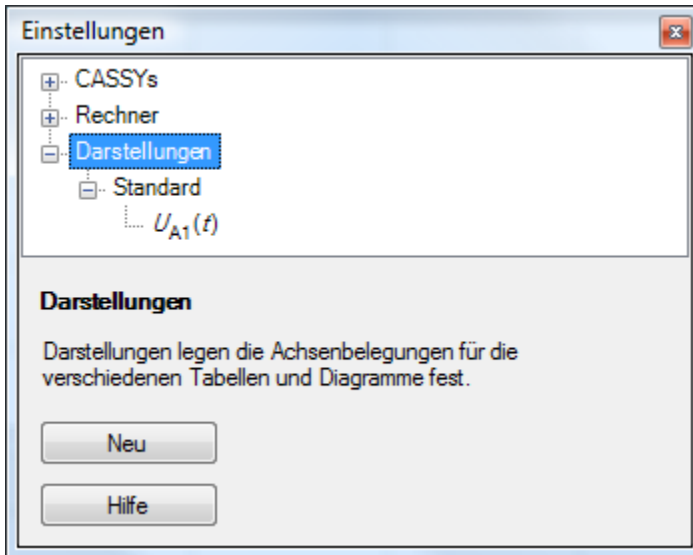 Einstellungen
CASSYs
Rechner
Darstellungen
Standard
U_A1(t)
Darstellungen
Darstellungen legen die Achsenbelegungen für die
verschiedenen Tabellen und Diagramme fest.
Neu
Hilfe